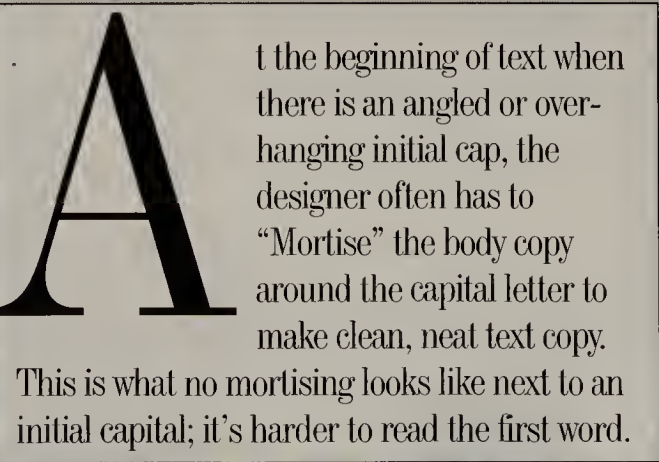 At the beginning of text when
there is an angled or over-
hanging initial cap, the
designer often has to
“Mortise” the body copy
around the capital letter to
make clean, neat text copy.
This is what no mortising looks like next to an
initial capital; it's harder to read the first word.